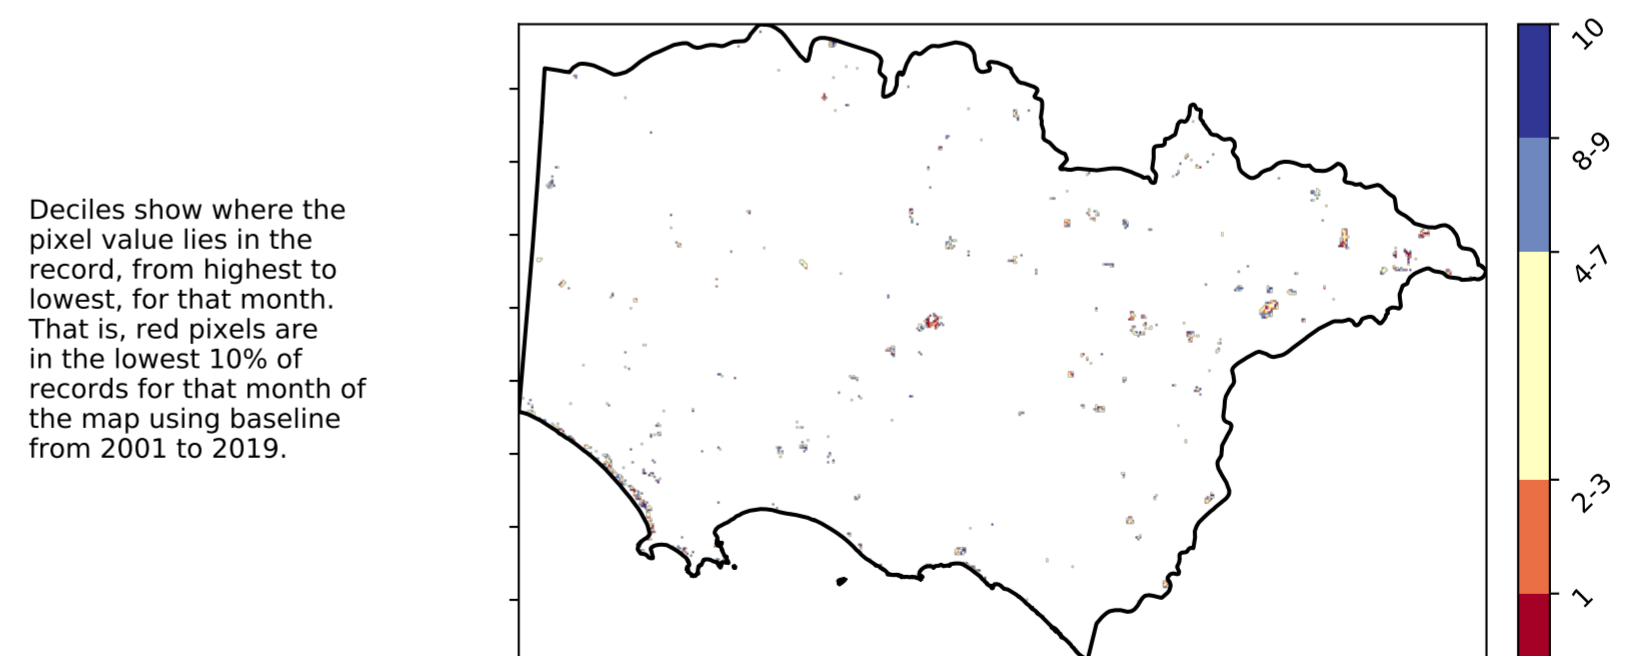 Deciles show where the
pixel value lies in the
record, from highest to
lowest, for that month.
That is, red pixels are
in the lowest 10% of
records for that month of
the map using baseline
from 2001 to 2019.
10
8-9
4-7
2-3
1